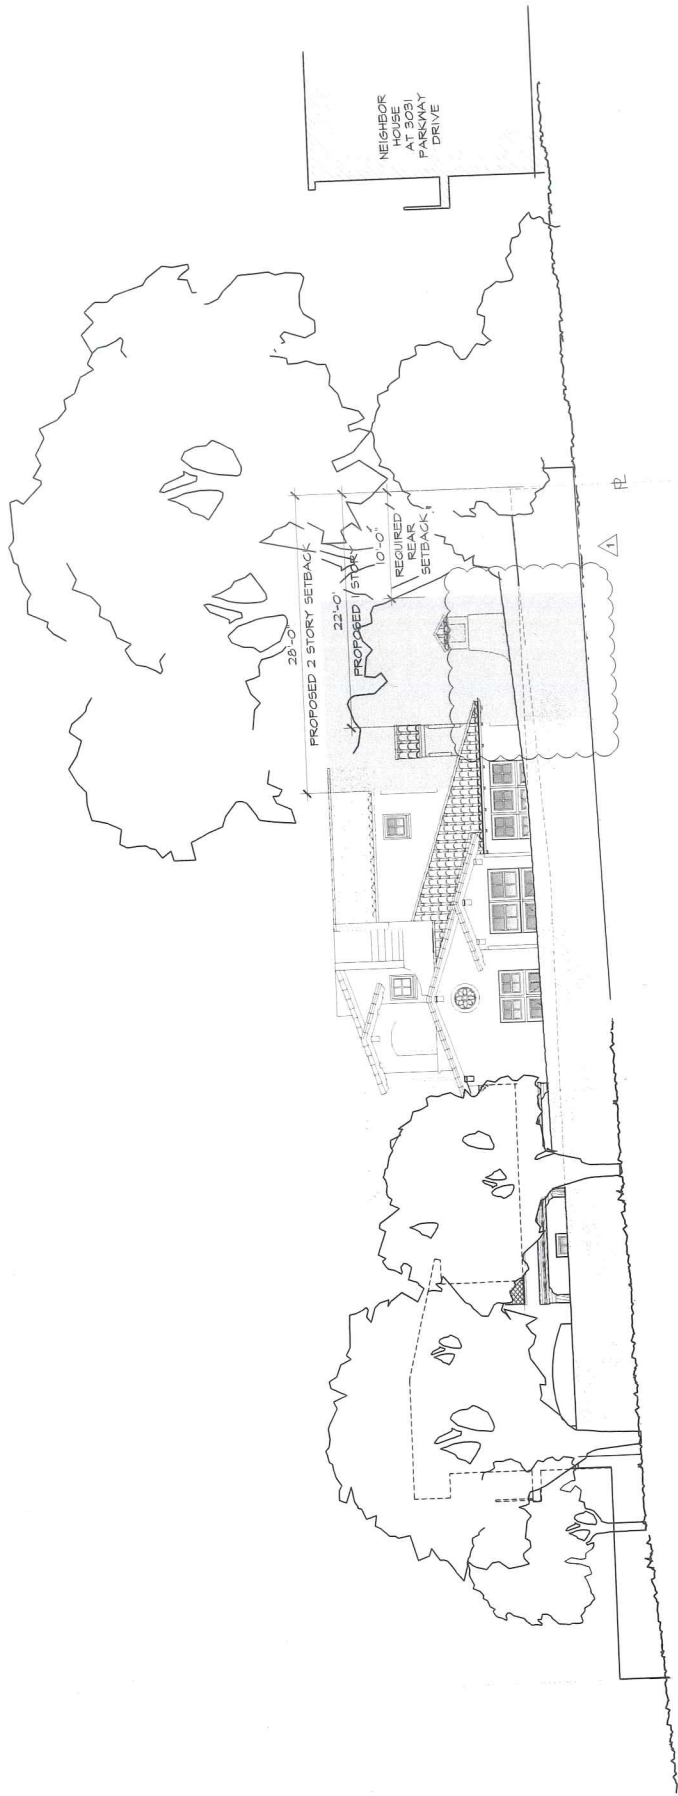 NEIGHBOR
HOUSE
AT 3031
PARKWAY
DRIVE
28'-0"
PROPOSED 2 STORY SETBACK
22'-0"
PROPOSED 1 STORY
10'-0"
REQUIRED
REAR
SETBACK
PL
1